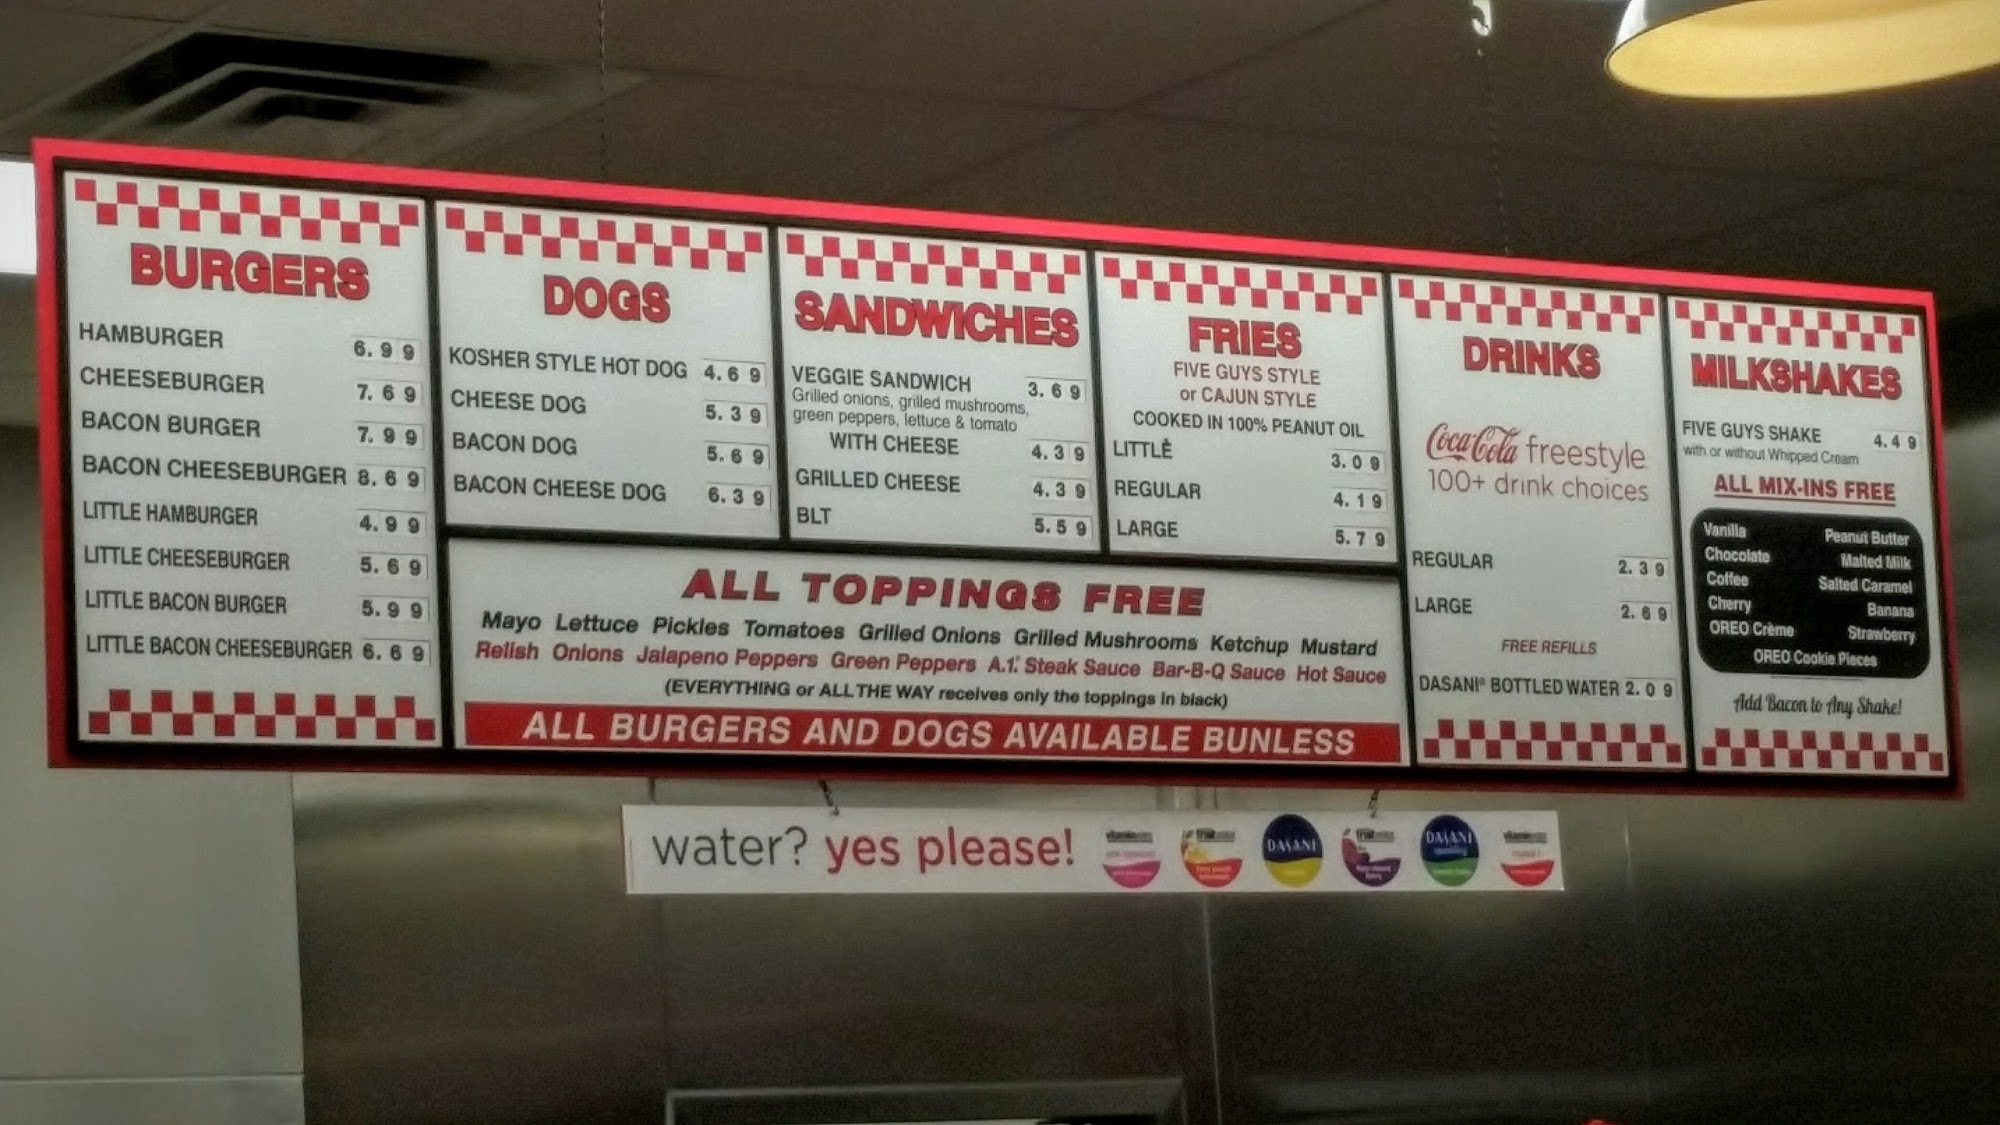 BURGERS
HAMBURGER 6.99
CHEESEBURGER 7.69
BACON BURGER 7.99
BACON CHEESEBURGER 8.69
LITTLE HAMBURGER 4.99
LITTLE CHEESEBURGER 5.69
LITTLE BACON BURGER 5.99
LITTLE BACON CHEESEBURGER 6.69
DOGS
KOSHER STYLE HOT DOG 4.69
CHEESE DOG 5.39
BACON DOG 5.69
BACON CHEESE DOG 6.39
SANDWICHES
VEGGIE SANDWICH 3.69
Grilled onions, grilled mushrooms,
green peppers, lettuce & tomato
WITH CHEESE 4.39
GRILLED CHEESE 4.39
BLT 5.59
FRIES
FIVE GUYS STYLE
or CAJUN STYLE
COOKED IN 100% PEANUT OIL
LITTLE 3.09
REGULAR 4.19
LARGE 5.79
ALL TOPPINGS FREE
Mayo Lettuce Pickles Tomatoes Grilled Onions Grilled Mushrooms Ketchup Mustard
Relish Onions Jalapeno Peppers Green Peppers A.1. Steak Sauce Bar-B-Q Sauce Hot Sauce
(EVERYTHING or ALL THE WAY receives only the toppings in black)
ALL BURGERS AND DOGS AVAILABLE BUNLESS
DRINKS
Coca-Cola freestyle
100+ drink choices
REGULAR 2.39
LARGE 2.69
FREE REFILLS
DASANI® BOTTLED WATER 2.09
MILKSHAKES
FIVE GUYS SHAKE 4.49
with or without Whipped Cream
ALL MIX-INS FREE
Vanilla Peanut Butter
Chocolate Malted Milk
Coffee Salted Caramel
Cherry Banana
OREO Crème Strawberry
OREO Cookie Pieces
Add Bacon to Any Shake!
water? yes please!
DASANI
DASANI